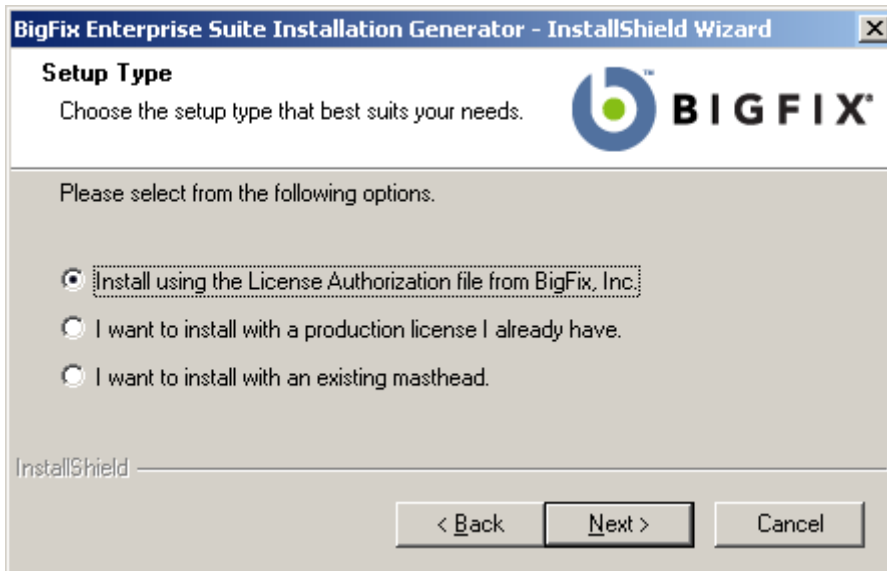 BigFix Enterprise Suite Installation Generator - InstallShield Wizard
Setup Type
Choose the setup type that best suits your needs.
BIGFIX
Please select from the following options.
Install using the License Authorization file from BigFix, Inc.
I want to install with a production license I already have.
I want to install with an existing masthead.
InstallShield
< Back
Next >
Cancel